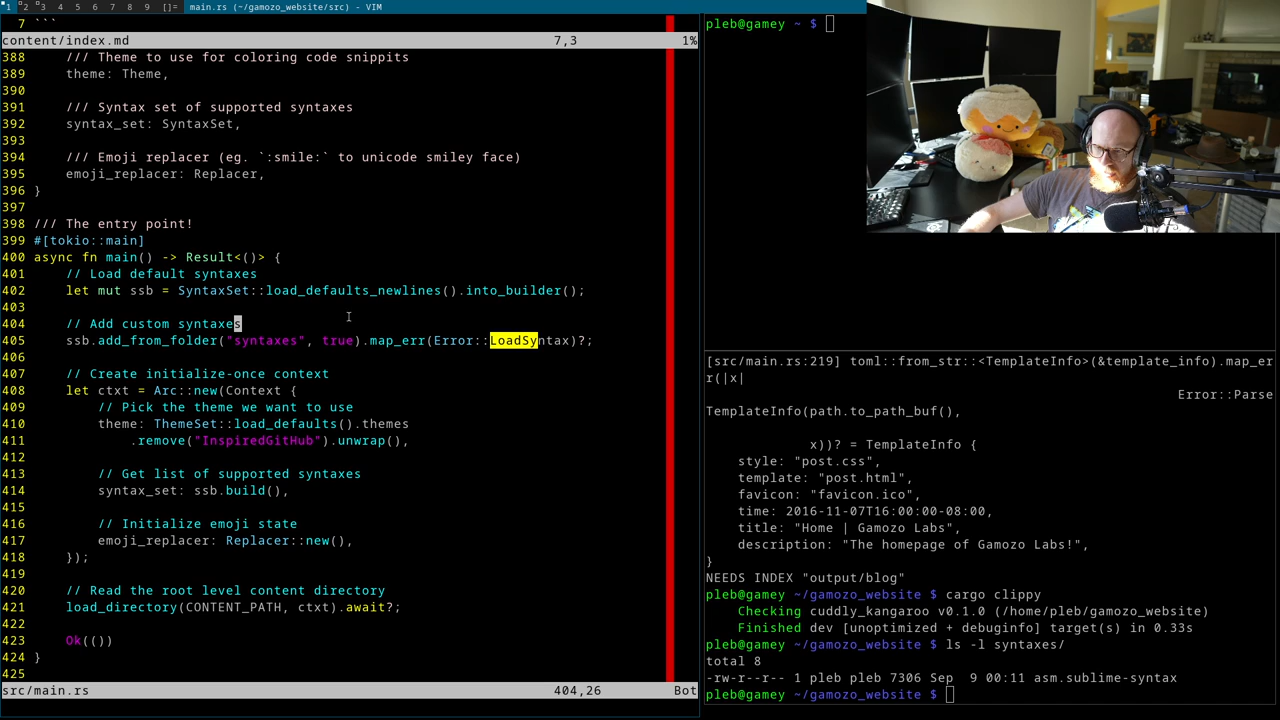 1 2 3 4 5 6 7 8 9 []= main.rs (~/gamozo_website/src) - VIM
7 ```
content/index.md 7,3 1%
388     /// Theme to use for coloring code snippits
389     theme: Theme,
390
391     /// Syntax set of supported syntaxes
392     syntax_set: SyntaxSet,
393
394     /// Emoji replacer (eg. `:smile:` to unicode smiley face)
395     emoji_replacer: Replacer,
396 }
397
398 /// The entry point!
399 #[tokio::main]
400 async fn main() -> Result<()> {
401     // Load default syntaxes
402     let mut ssb = SyntaxSet::load_defaults_newlines().into_builder();
403
404     // Add custom syntaxes
405     ssb.add_from_folder("syntaxes", true).map_err(Error::LoadSyntax)?;
406
407     // Create initialize-once context
408     let ctxt = Arc::new(Context {
409         // Pick the theme we want to use
410         theme: ThemeSet::load_defaults().themes
411             .remove("InspiredGitHub").unwrap(),
412
413         // Get list of supported syntaxes
414         syntax_set: ssb.build(),
415
416         // Initialize emoji state
417         emoji_replacer: Replacer::new(),
418     });
419
420     // Read the root level content directory
421     load_directory(CONTENT_PATH, ctxt).await?;
422
423     Ok(())
424 }
425
src/main.rs 404,26 Bot
pleb@gamey ~ $
[src/main.rs:219] toml::from_str::<TemplateInfo>(&template_info).map_er
r(|x|
Error::Parse
TemplateInfo(path.to_path_buf(),
x))? = TemplateInfo {
    style: "post.css",
    template: "post.html",
    favicon: "favicon.ico",
    time: 2016-11-07T16:00:00-08:00,
    title: "Home | Gamozo Labs",
    description: "The homepage of Gamozo Labs!",
}
NEEDS INDEX "output/blog"
pleb@gamey ~/gamozo_website $ cargo clippy
    Checking cuddly_kangaroo v0.1.0 (/home/pleb/gamozo_website)
    Finished dev [unoptimized + debuginfo] target(s) in 0.33s
pleb@gamey ~/gamozo_website $ ls -l syntaxes/
total 8
-rw-r--r-- 1 pleb pleb 7306 Sep  9 00:11 asm.sublime-syntax
pleb@gamey ~/gamozo_website $